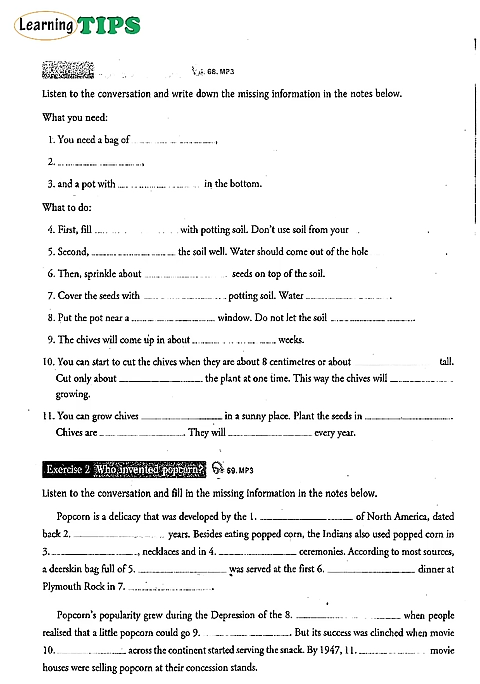 Learning TIPS
68. MP3
Listen to the conversation and write down the missing information in the notes below.
What you need:
1. You need a bag of ....................,
2. ....................,
3. and a pot with .................... in the bottom.
What to do:
4. First, fill .................... with potting soil. Don't use soil from your
5. Second, .................... the soil well. Water should come out of the hole
6. Then, sprinkle about .................... seeds on top of the soil.
7. Cover the seeds with .................... potting soil. Water ....................
8. Put the pot near a .................... window. Do not let the soil ....................
9. The chives will come up in about .................... weeks.
10. You can start to cut the chives when they are about 8 centimetres or about .................... tall.
Cut only about .................... the plant at one time. This way the chives will ....................
growing.
11. You can grow chives .................... in a sunny place. Plant the seeds in ....................
Chives are ..................... They will .................... every year.
Exercise 2 Who invented popcorn? 69. MP3
Listen to the conversation and fill in the missing information in the notes below.
Popcorn is a delicacy that was developed by the 1. .................... of North America, dated
back 2. .................... years. Besides eating popped corn, the Indians also used popped corn in
3. ...................., necklaces and in 4. .................... ceremonies. According to most sources,
a deerskin bag full of 5. .................... was served at the first 6. .................... dinner at
Plymouth Rock in 7. .....................
Popcorn's popularity grew during the Depression of the 8. .................... when people
realised that a little popcorn could go 9. ..................... But its success was clinched when movie
10. .................... across the continent started serving the snack. By 1947, 11. .................... movie
houses were selling popcorn at their concession stands.